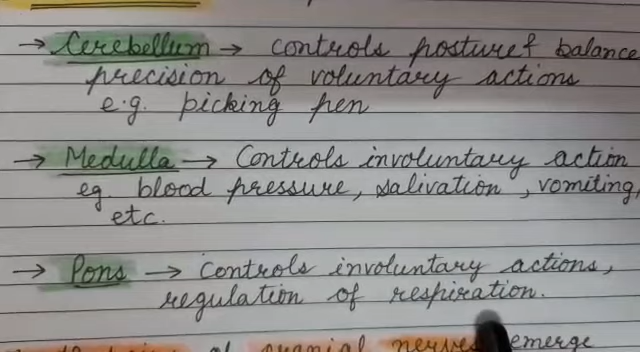 → Cerebellum → controls posture & balance
precision of voluntary actions
e.g. picking pen
→ Medulla → Controls involuntary action
eg blood pressure, salivation, vomiting,
etc.
→ Pons → controls involuntary actions,
regulation of respiration.
of cranial nerves emerge